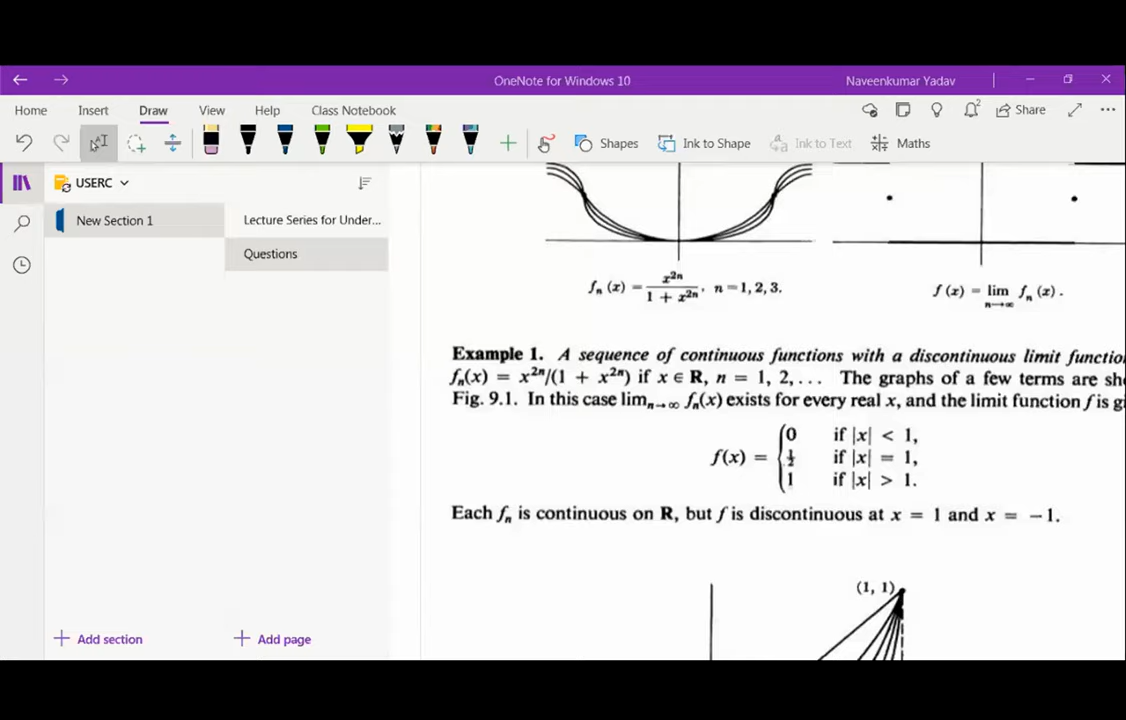 OneNote for Windows 10
Naveenkumar Yadav
Home Insert Draw View Help Class Notebook
Share
Shapes Ink to Shape Ink to Text Maths
USERC
New Section 1
Lecture Series for Under...
Questions
fₙ(x) = x²ⁿ / 1 + x²ⁿ, n = 1, 2, 3.
f(x) = lim n→∞ fₙ(x).
Example 1. A sequence of continuous functions with a discontinuous limit functio
fₙ(x) = x²ⁿ/(1 + x²ⁿ) if x ∈ R, n = 1, 2, ... The graphs of a few terms are sh
Fig. 9.1. In this case limₙ→∞ fₙ(x) exists for every real x, and the limit function f is g
f(x) = { 0 if |x| < 1,
½ if |x| = 1,
1 if |x| > 1.
Each fₙ is continuous on R, but f is discontinuous at x = 1 and x = −1.
(1, 1)
Add section
Add page